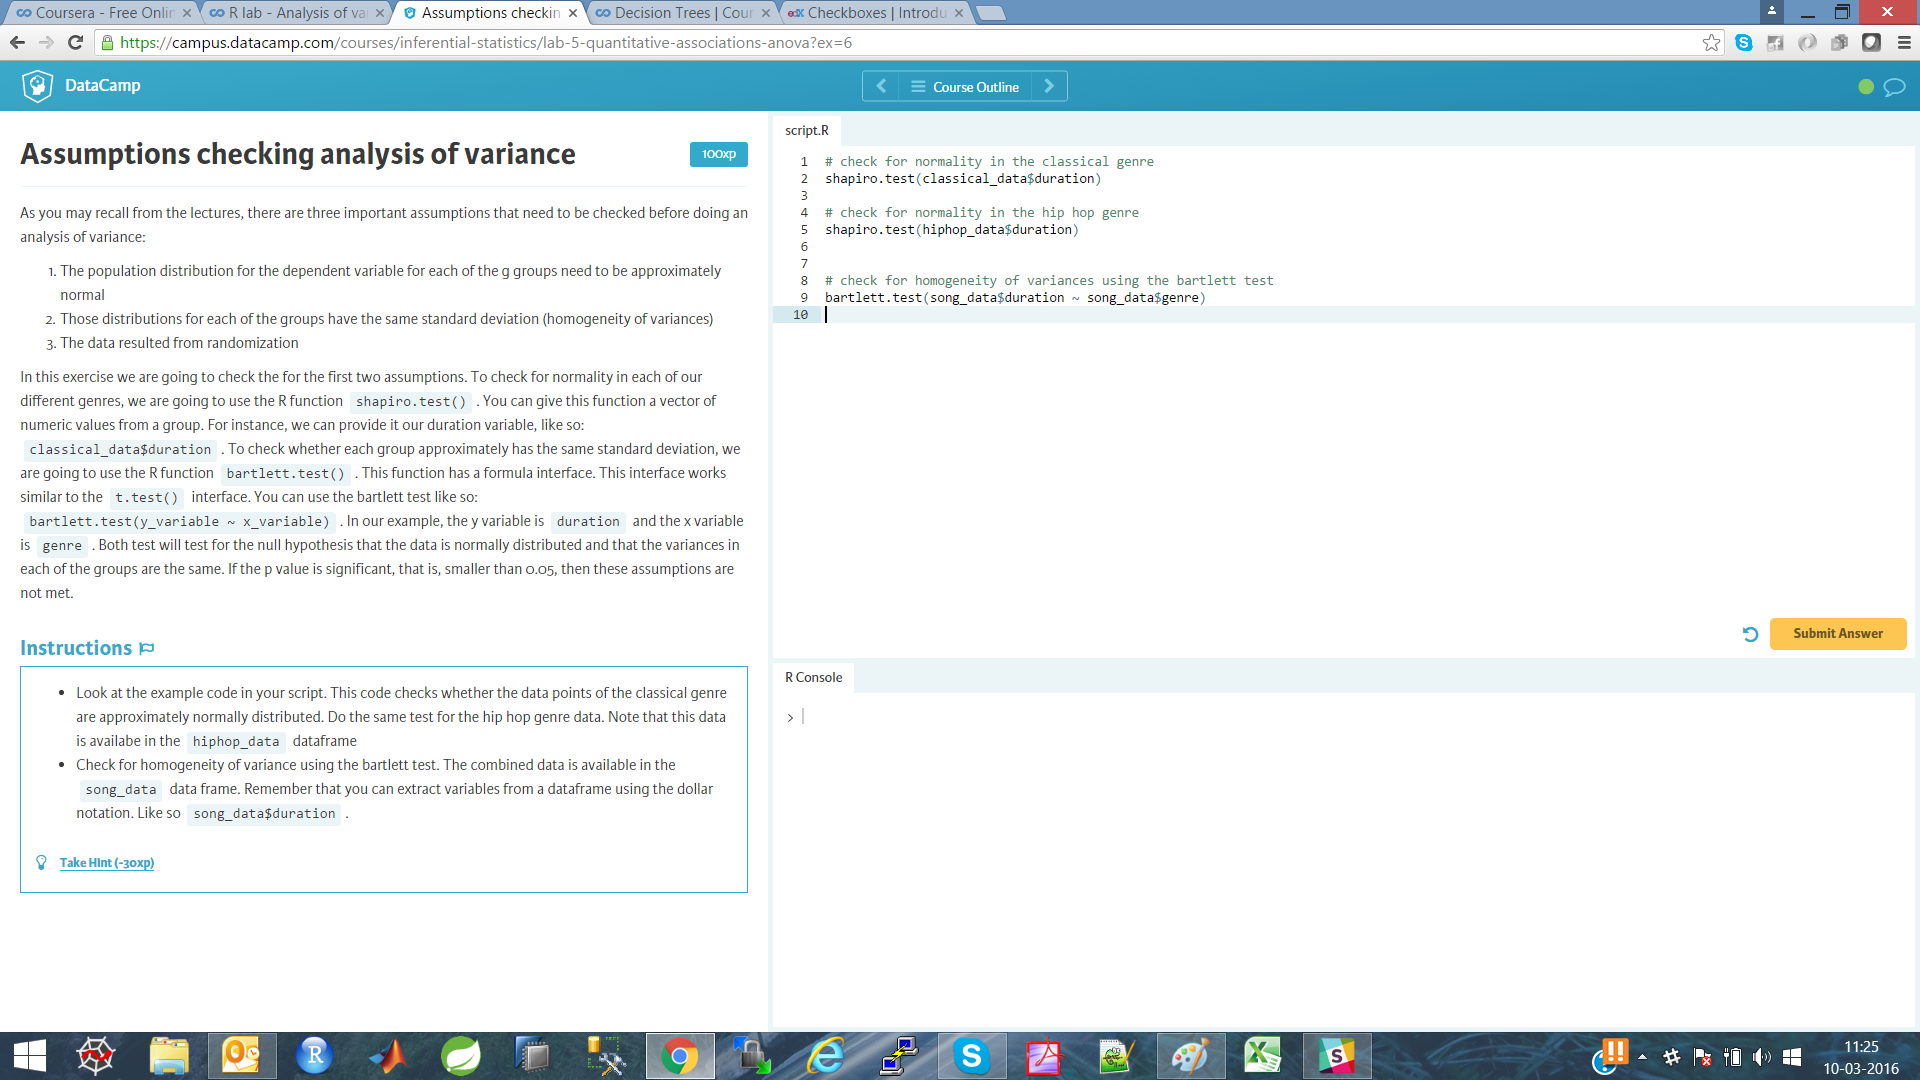 Coursera - Free Onlin
R lab - Analysis of va
Assumptions checkin
Decision Trees | Cour
edX Checkboxes | Introdu
https://campus.datacamp.com/courses/inferential-statistics/lab-5-quantitative-associations-anova?ex=6
DataCamp
Course Outline
Assumptions checking analysis of variance
100xp
As you may recall from the lectures, there are three important assumptions that need to be checked before doing an
analysis of variance:
1. The population distribution for the dependent variable for each of the g groups need to be approximately
normal
2. Those distributions for each of the groups have the same standard deviation (homogeneity of variances)
3. The data resulted from randomization
In this exercise we are going to check the for the first two assumptions. To check for normality in each of our
different genres, we are going to use the R function shapiro.test() . You can give this function a vector of
numeric values from a group. For instance, we can provide it our duration variable, like so:
classical_data$duration . To check whether each group approximately has the same standard deviation, we
are going to use the R function bartlett.test() . This function has a formula interface. This interface works
similar to the t.test() interface. You can use the bartlett test like so:
bartlett.test(y_variable ~ x_variable) . In our example, the y variable is duration and the x variable
is genre . Both test will test for the null hypothesis that the data is normally distributed and that the variances in
each of the groups are the same. If the p value is significant, that is, smaller than 0.05, then these assumptions are
not met.
Instructions
• Look at the example code in your script. This code checks whether the data points of the classical genre
are approximately normally distributed. Do the same test for the hip hop genre data. Note that this data
is availabe in the hiphop_data dataframe
• Check for homogeneity of variance using the bartlett test. The combined data is available in the
song_data data frame. Remember that you can extract variables from a dataframe using the dollar
notation. Like so song_data$duration .
Take Hint (-30xp)
script.R
1 # check for normality in the classical genre
2 shapiro.test(classical_data$duration)
3
4 # check for normality in the hip hop genre
5 shapiro.test(hiphop_data$duration)
6
7
8 # check for homogeneity of variances using the bartlett test
9 bartlett.test(song_data$duration ~ song_data$genre)
10
Submit Answer
R Console
>
11:25
10-03-2016